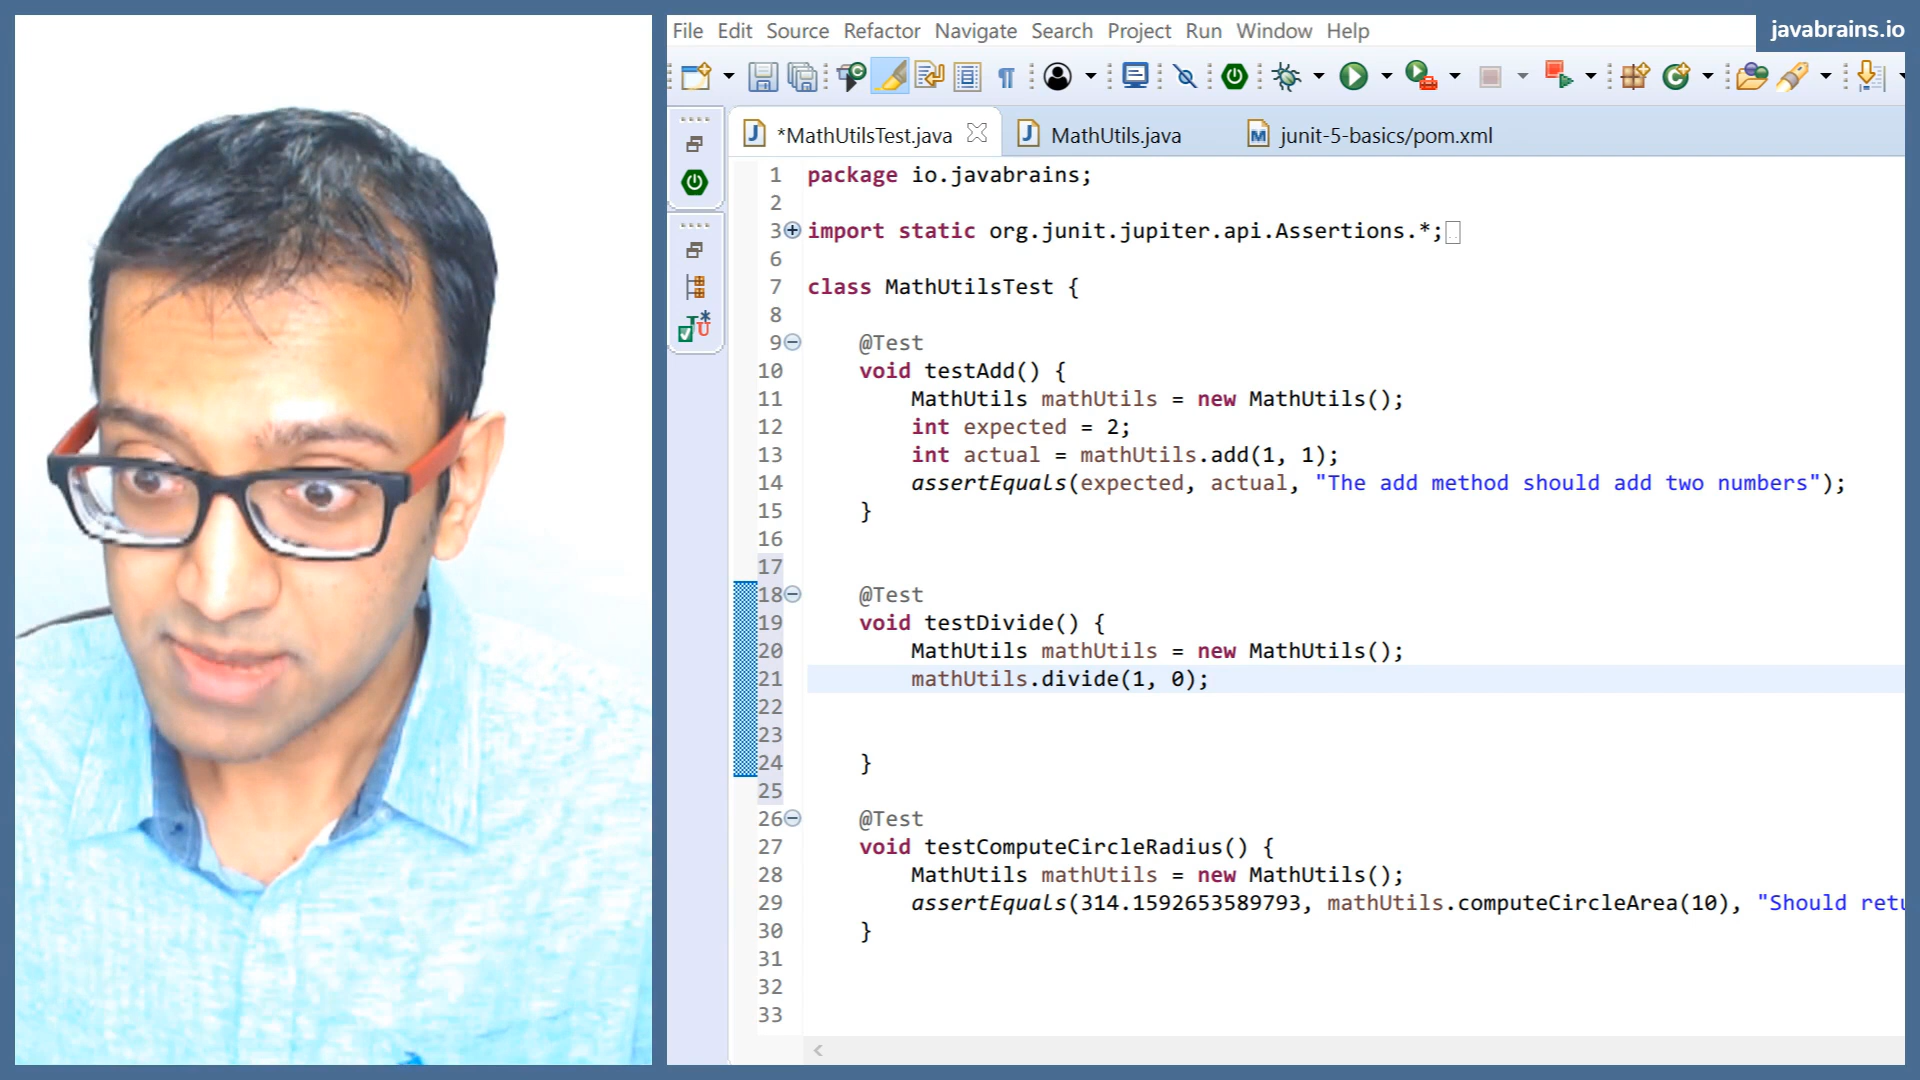 javabrains.io
File Edit Source Refactor Navigate Search Project Run Window Help
*MathUtilsTest.java MathUtils.java junit-5-basics/pom.xml
1 package io.javabrains;
2
3 import static org.junit.jupiter.api.Assertions.*;
6
7 class MathUtilsTest {
8
9 @Test
10 void testAdd() {
11 MathUtils mathUtils = new MathUtils();
12 int expected = 2;
13 int actual = mathUtils.add(1, 1);
14 assertEquals(expected, actual, "The add method should add two numbers");
15 }
16
17
18 @Test
19 void testDivide() {
20 MathUtils mathUtils = new MathUtils();
21 mathUtils.divide(1, 0);
22
23
24 }
25
26 @Test
27 void testComputeCircleRadius() {
28 MathUtils mathUtils = new MathUtils();
29 assertEquals(314.1592653589793, mathUtils.computeCircleArea(10), "Should retu
30 }
31
32
33